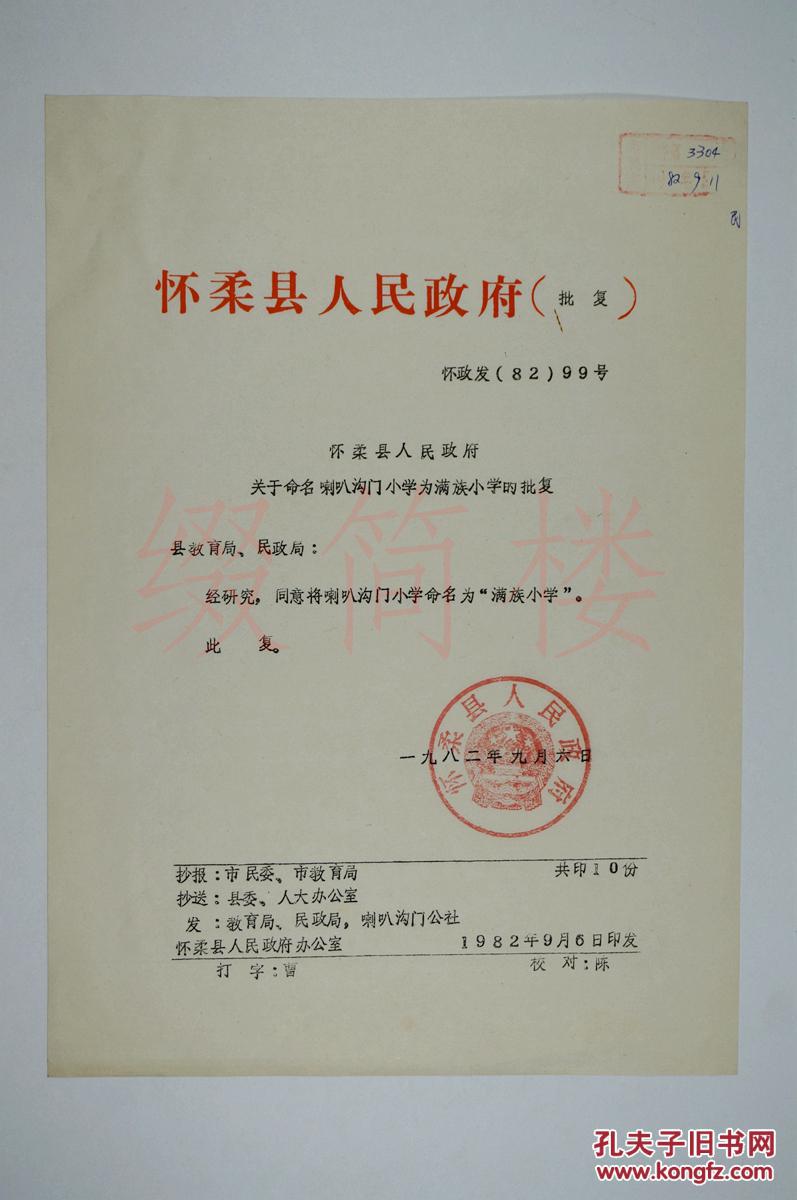 3304
82 9 11
民
怀柔县人民政府（批复）
怀政发(82)99号
怀柔县人民政府
关于命名喇叭沟门小学为满族小学的批复
县教育局、民政局：
经研究，同意将喇叭沟门小学命名为“满族小学”。
此 复。
缀简楼
怀柔县人民政府
一九八二年九月六日
抄报：市民委、市教育局 共印10份
抄送：县委、人大办公室
发：教育局、民政局，喇叭沟门公社
怀柔县人民政府办公室 1982年9月6日印发
打字：曹 校对：陈
孔夫子旧书网
www.kongfz.com